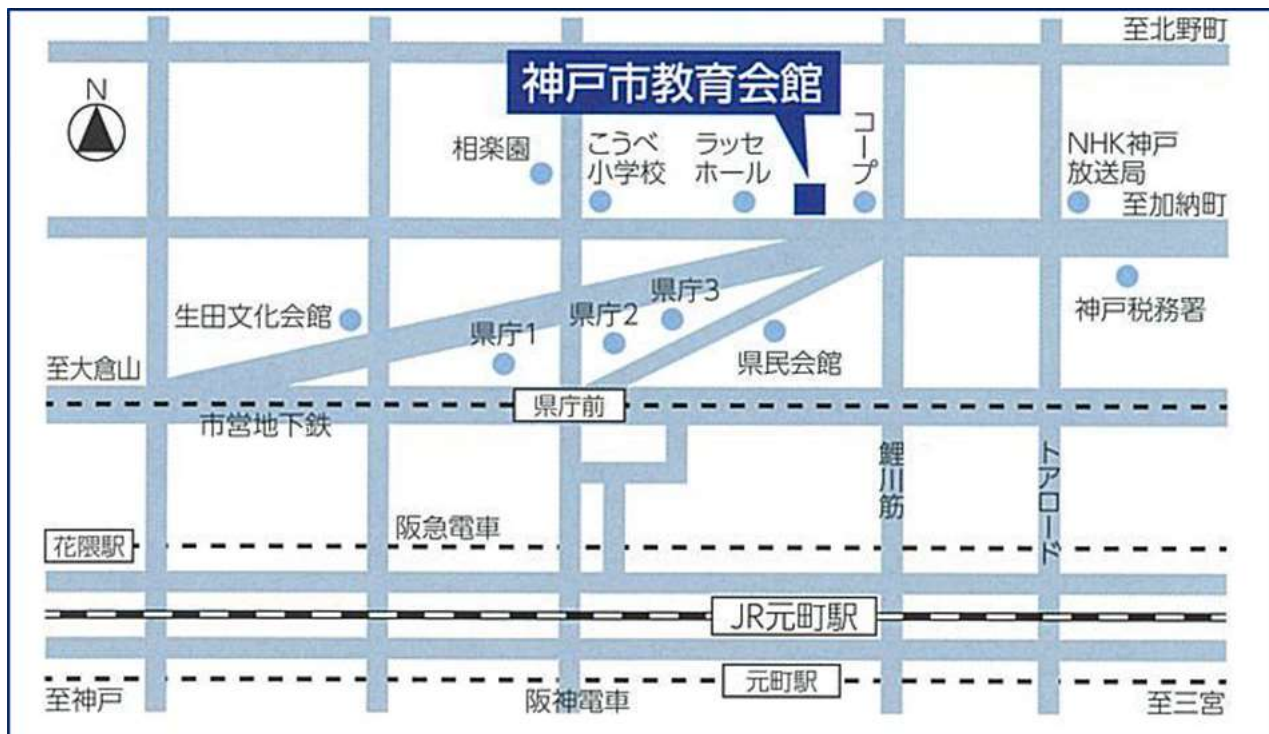 至北野町
N
神戸市教育会館
相楽園
こうべ
小学校
ラッセ
ホール
コープ
NHK神戸
放送局
至加納町
生田文化会館
県庁1
県庁2
県庁3
県民会館
神戸税務署
至大倉山
県庁前
市営地下鉄
鯉川筋
トアロード
阪急電車
花隈駅
JR元町駅
元町駅
至神戸
阪神電車
至三宮